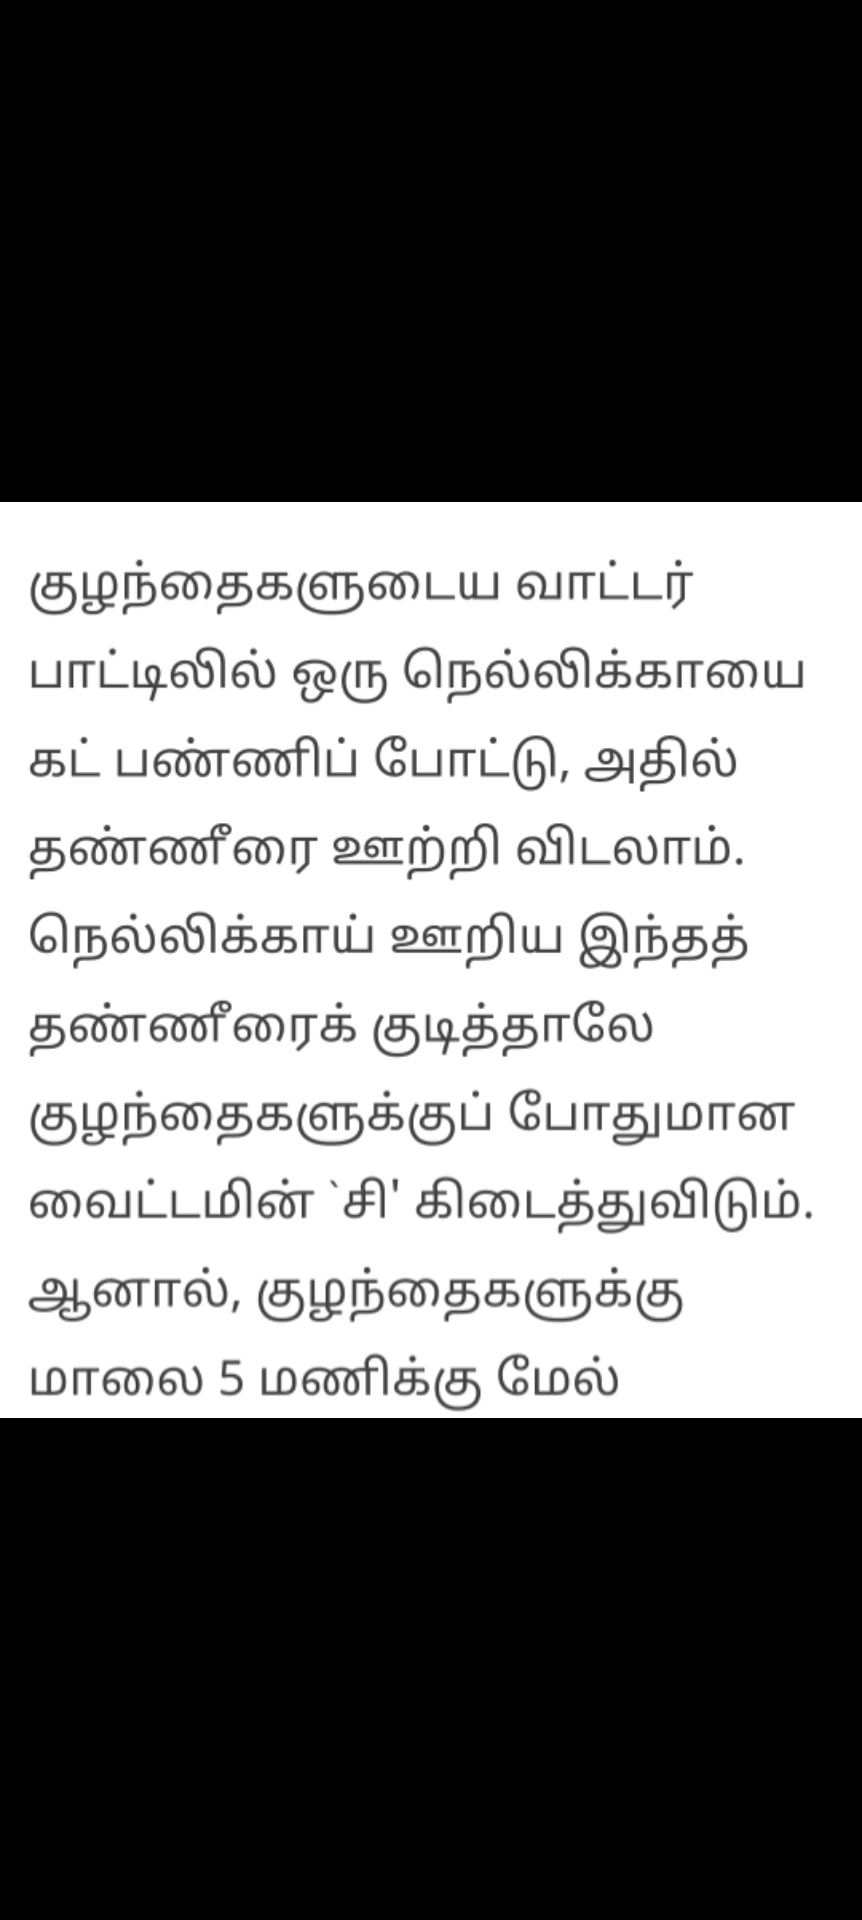 குழந்தைகளுடைய வாட்டர்
பாட்டிலில் ஒரு நெல்லிக்காயை
கட் பண்ணிப் போட்டு, அதில்
தண்ணீரை ஊற்றி விடலாம்.
நெல்லிக்காய் ஊறிய இந்தத்
தண்ணீரைக் குடித்தாலே
குழந்தைகளுக்குப் போதுமான
வைட்டமின் `சி' கிடைத்துவிடும்.
ஆனால், குழந்தைகளுக்கு
மாலை 5 மணிக்கு மேல்